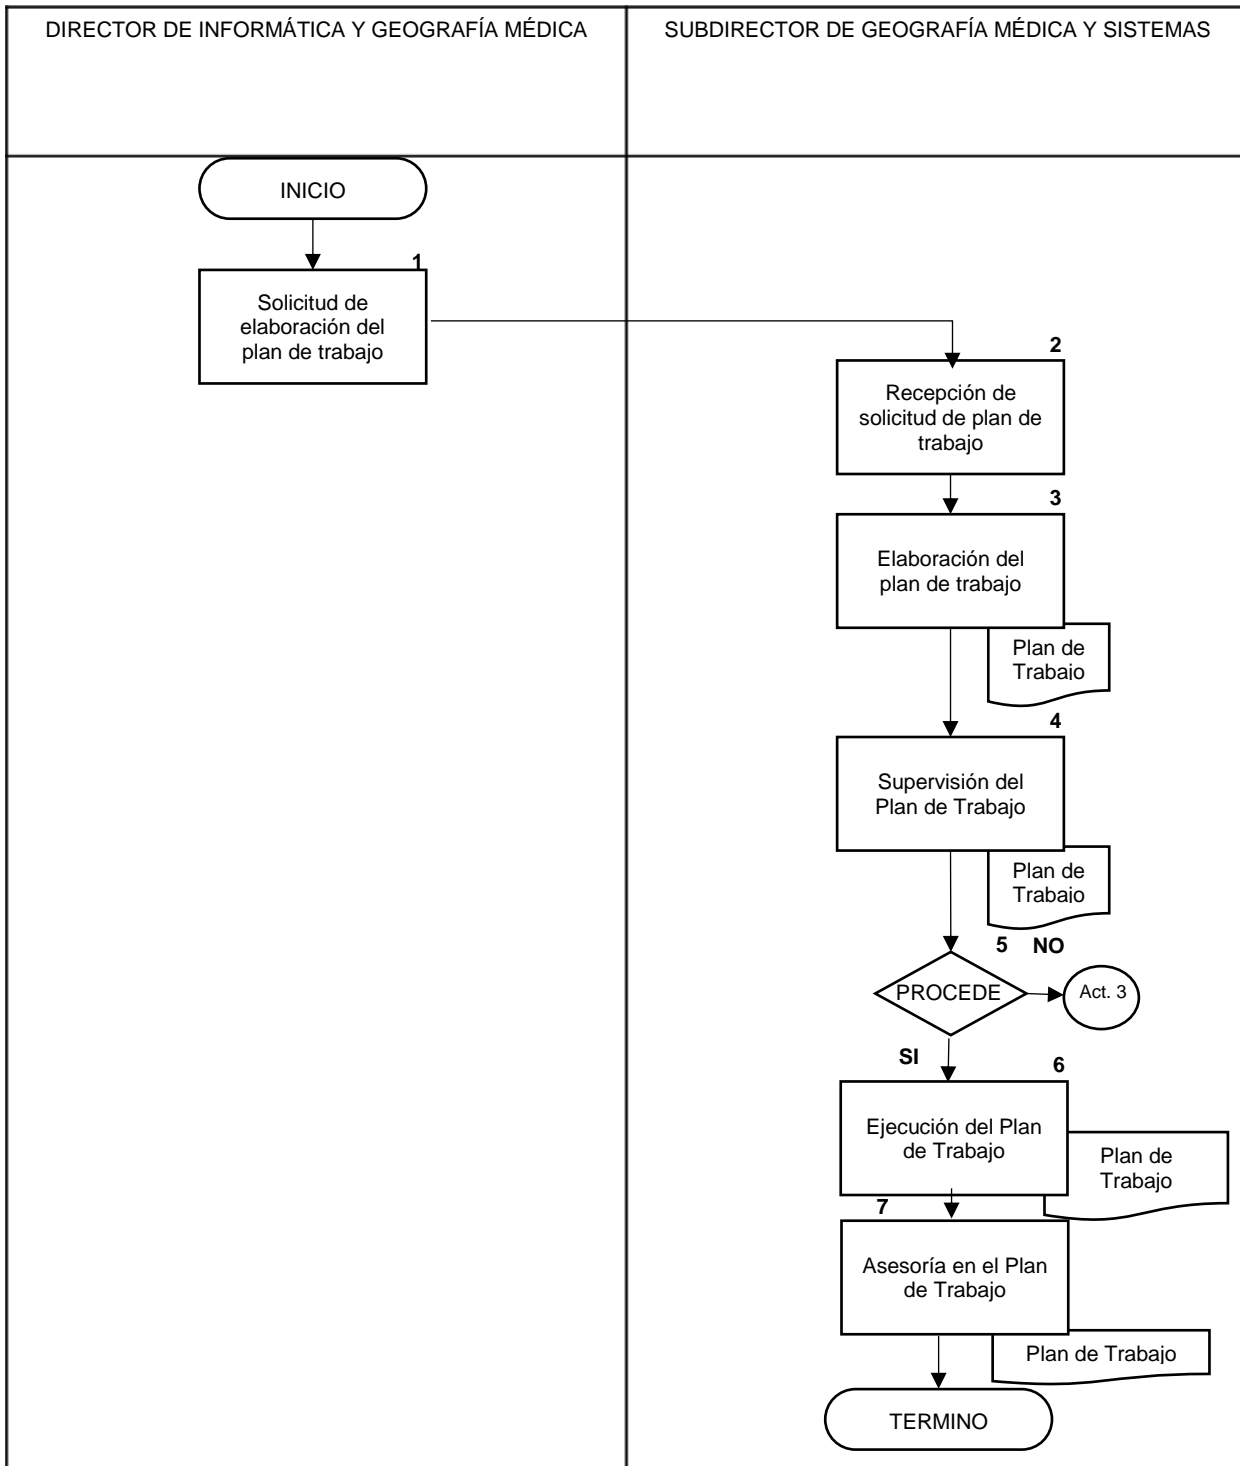 DIRECTOR DE INFORMÁTICA Y GEOGRAFÍA MÉDICA
SUBDIRECTOR DE GEOGRAFÍA MÉDICA Y SISTEMAS
INICIO
1
Solicitud de
elaboración del
plan de trabajo
2
Recepción de
solicitud de plan de
trabajo
3
Elaboración del
plan de trabajo
Plan de
Trabajo
4
Supervisión del
Plan de Trabajo
Plan de
Trabajo
5 NO
PROCEDE
Act. 3
SI
6
Ejecución del Plan
de Trabajo
Plan de
Trabajo
7
Asesoría en el Plan
de Trabajo
Plan de Trabajo
TERMINO